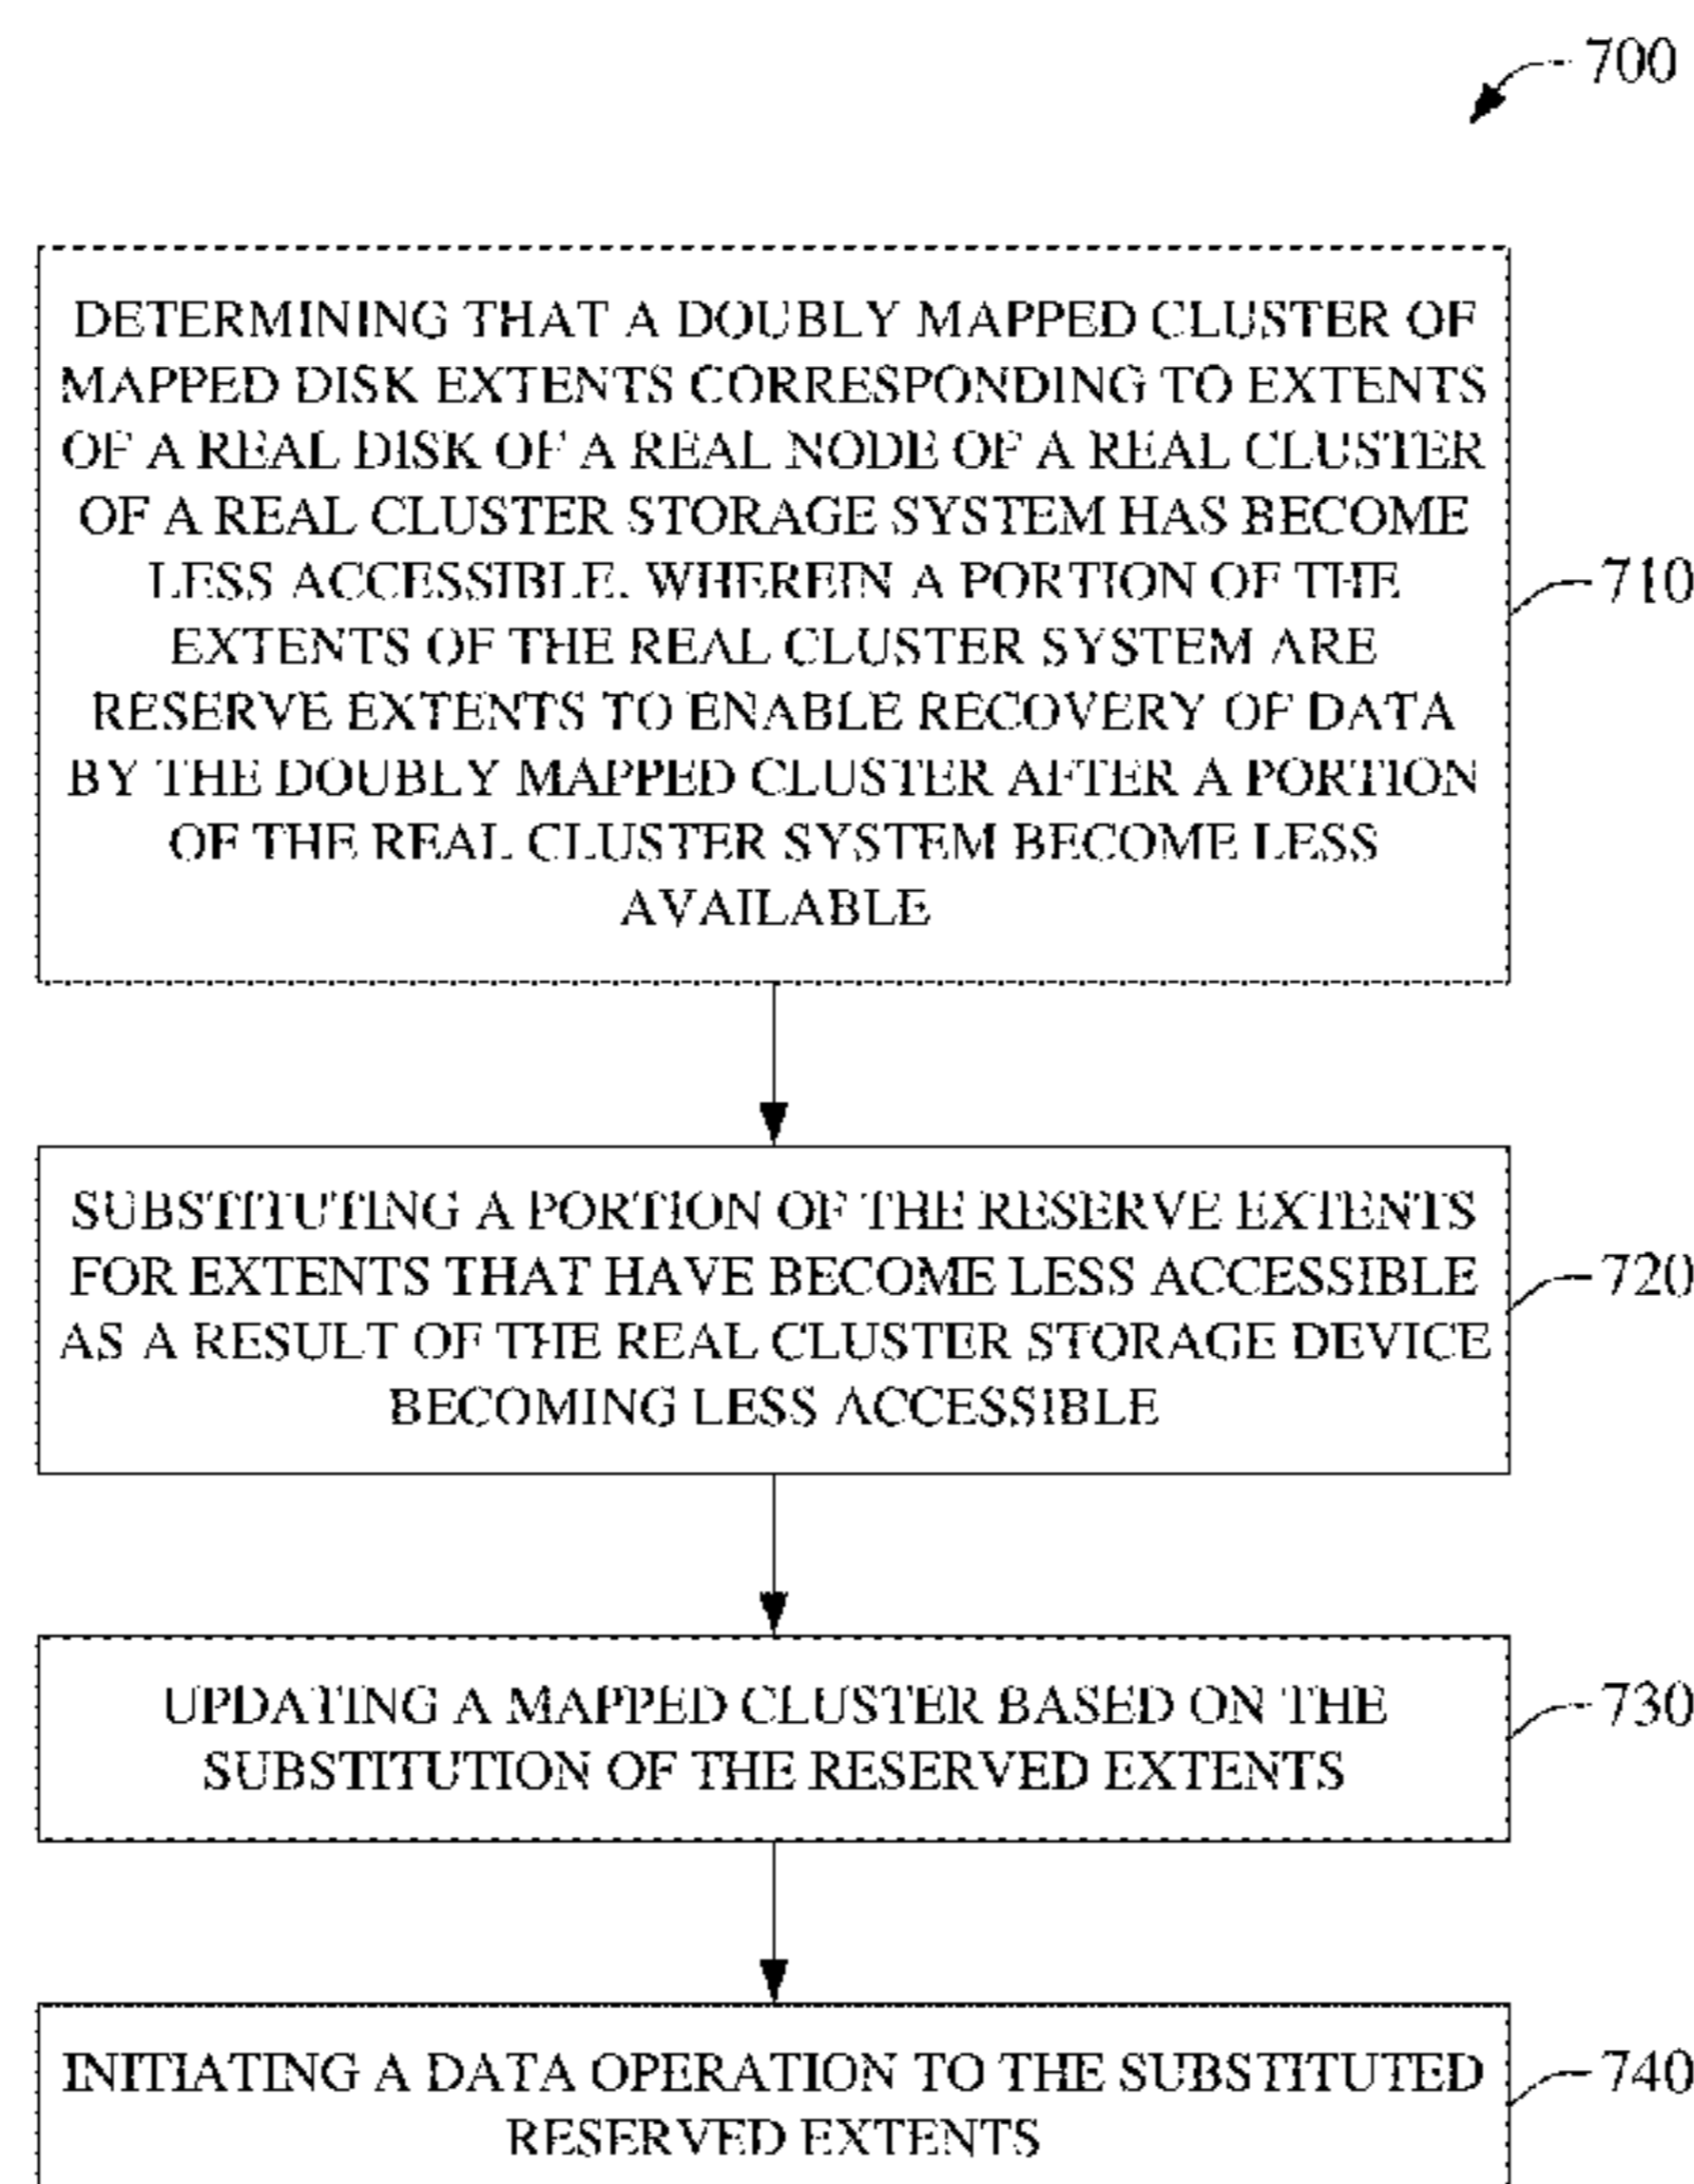 700
DETERMINING THAT A DOUBLY MAPPED CLUSTER OF
MAPPED DISK EXTENTS CORRESPONDING TO EXTENTS
OF A REAL DISK OF A REAL NODE OF A REAL CLUSTER
OF A REAL CLUSTER STORAGE SYSTEM HAS BECOME
LESS ACCESSIBLE. WHEREIN A PORTION OF THE
EXTENTS OF THE REAL CLUSTER SYSTEM ARE
RESERVE EXTENTS TO ENABLE RECOVERY OF DATA
BY THE DOUBLY MAPPED CLUSTER AFTER A PORTION
OF THE REAL CLUSTER SYSTEM BECOME LESS
AVAILABLE
710
SUBSTITUTING A PORTION OF THE RESERVE EXTENTS
FOR EXTENTS THAT HAVE BECOME LESS ACCESSIBLE
AS A RESULT OF THE REAL CLUSTER STORAGE DEVICE
BECOMING LESS ACCESSIBLE
720
UPDATING A MAPPED CLUSTER BASED ON THE
SUBSTITUTION OF THE RESERVED EXTENTS
730
INITIATING A DATA OPERATION TO THE SUBSTITUTED
RESERVED EXTENTS
740